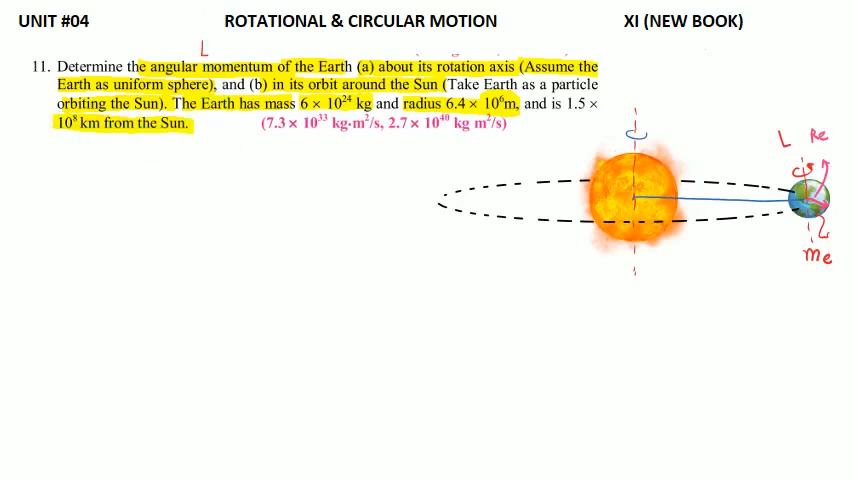 UNIT #04 ROTATIONAL & CIRCULAR MOTION XI (NEW BOOK)
L
11. Determine the angular momentum of the Earth (a) about its rotation axis (Assume the
Earth as uniform sphere), and (b) in its orbit around the Sun (Take Earth as a particle
orbiting the Sun). The Earth has mass 6 × 10²⁴ kg and radius 6.4 × 10⁶m, and is 1.5 ×
10⁸ km from the Sun. (7.3 × 10³³ kg·m²/s, 2.7 × 10⁴⁰ kg m²/s)
L Re
me